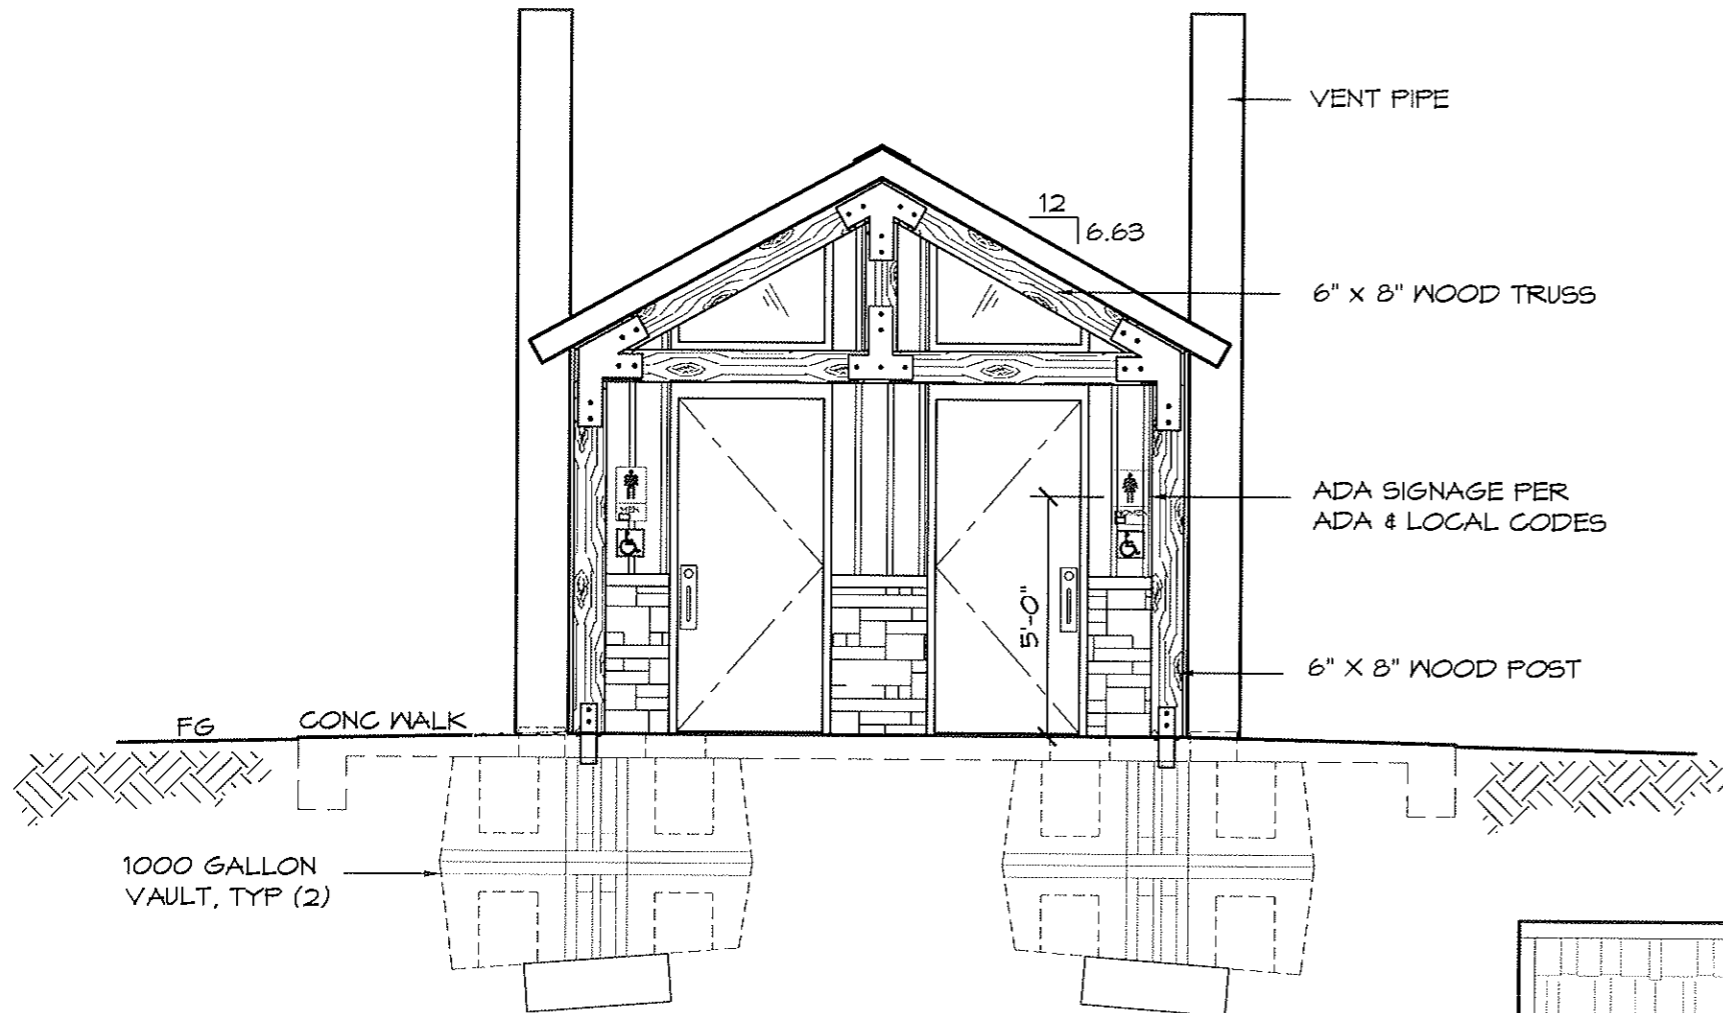 VENT PIPE
12
6.63
6" X 8" WOOD TRUSS
ADA SIGNAGE PER
ADA & LOCAL CODES
MEN
5'-0"
6" X 8" WOOD POST
FG
CONC WALK
1000 GALLON
VAULT, TYP (2)